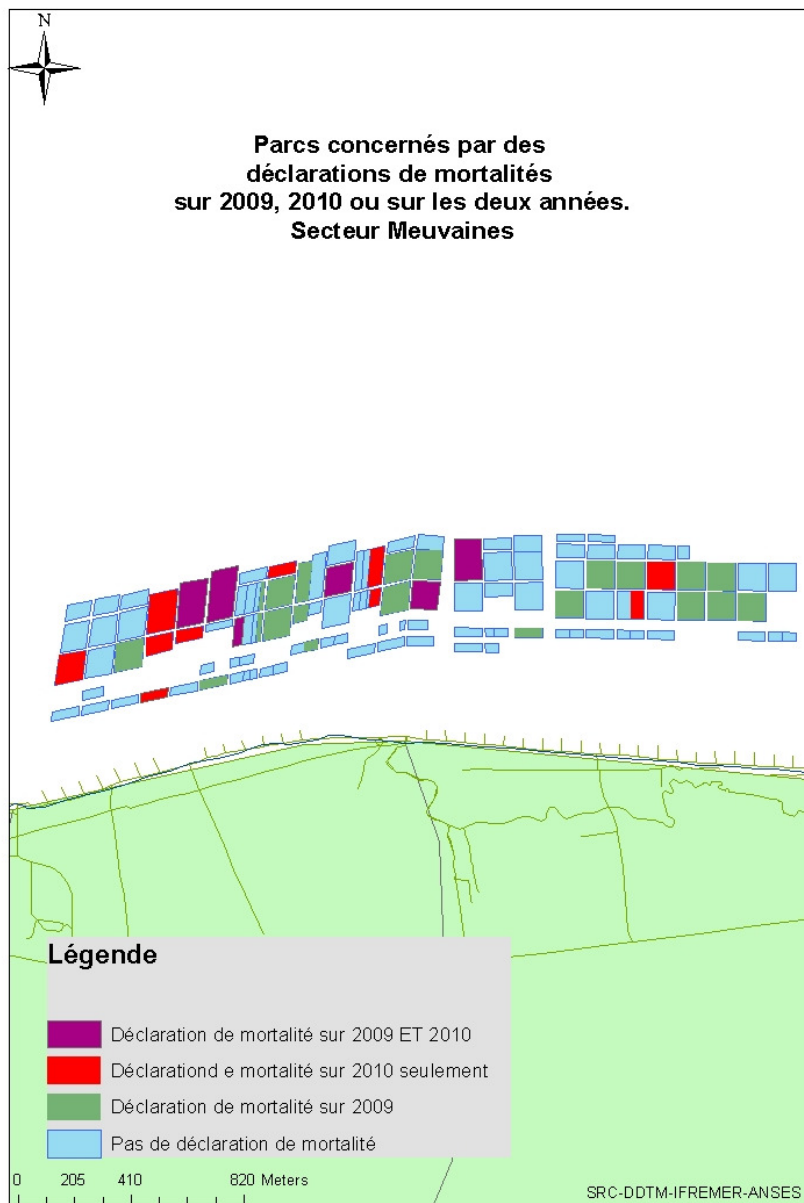 N
Parcs concernés par des
déclarations de mortalités
sur 2009, 2010 ou sur les deux années.
Secteur Meuvaines
Légende
Déclaration de mortalité sur 2009 ET 2010
Déclarationd e mortalité sur 2010 seulement
Déclaration de mortalité sur 2009
Pas de déclaration de mortalité
0 205 410 820 Meters
SRC-DDTM-IFREMER-ANSES